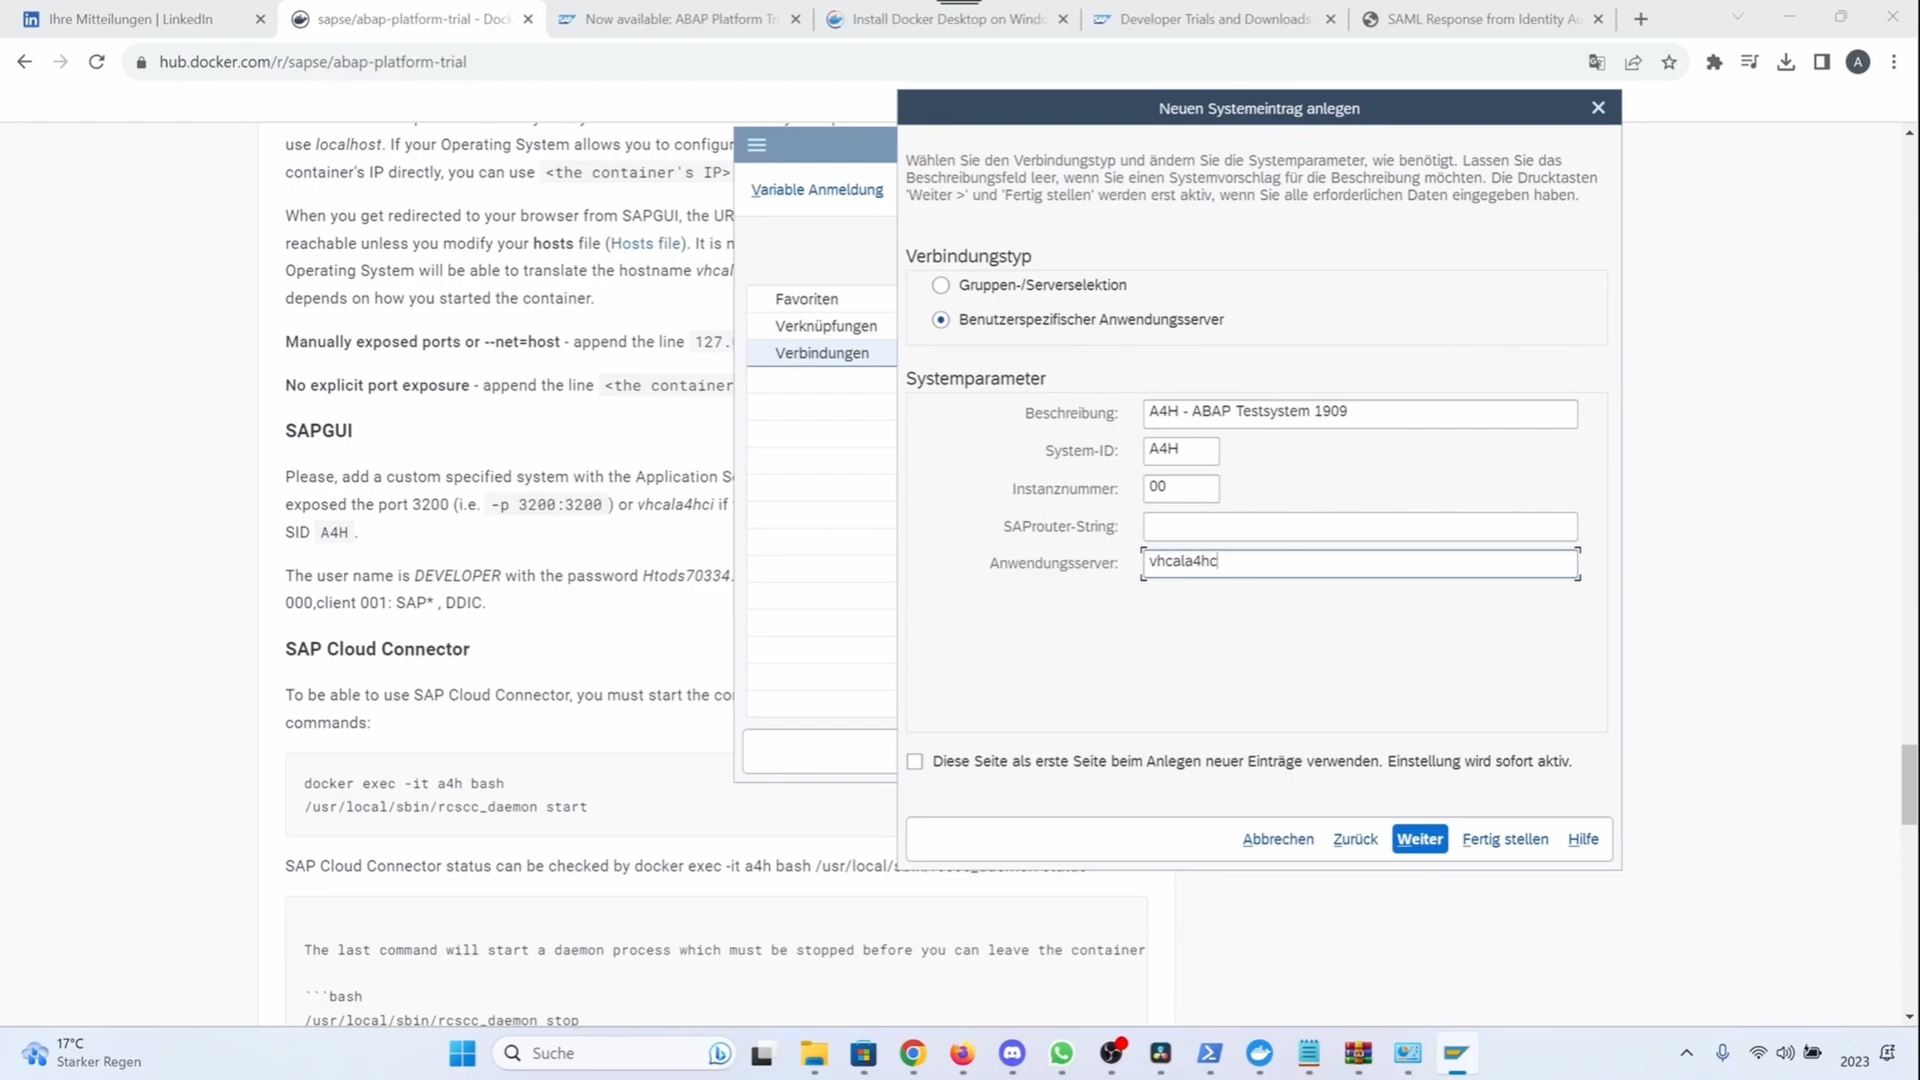 Ihre Mitteilungen | LinkedIn
sapse/abap-platform-trial - Dock
Now available: ABAP Platform Tri
Install Docker Desktop on Windo
Developer Trials and Downloads
SAML Response from Identity Au
hub.docker.com/r/sapse/abap-platform-trial
A
use localhost. If your Operating System allows you to configur
container's IP directly, you can use <the container's IP>
When you get redirected to your browser from SAPGUI, the UR
reachable unless you modify your hosts file (Hosts file). It is n
Operating System will be able to translate the hostname vhcal
depends on how you started the container.
Manually exposed ports or --net=host - append the line 127.
No explicit port exposure - append the line <the container
SAPGUI
Please, add a custom specified system with the Application Se
exposed the port 3200 (i.e. -p 3200:3200 ) or vhcala4hci if
SID A4H .
The user name is DEVELOPER with the password Htods70334.
000,client 001: SAP* , DDIC.
SAP Cloud Connector
To be able to use SAP Cloud Connector, you must start the co
commands:
docker exec -it a4h bash
/usr/local/sbin/rcscc_daemon start
SAP Cloud Connector status can be checked by docker exec -it a4h bash /usr/local/s
The last command will start a daemon process which must be stopped before you can leave the container
```bash
/usr/local/sbin/rcscc_daemon stop
Variable Anmeldung
Favoriten
Verknüpfungen
Verbindungen
Neuen Systemeintrag anlegen
Wählen Sie den Verbindungstyp und ändern Sie die Systemparameter, wie benötigt. Lassen Sie das
Beschreibungsfeld leer, wenn Sie einen Systemvorschlag für die Beschreibung möchten. Die Drucktasten
'Weiter >' und 'Fertig stellen' werden erst aktiv, wenn Sie alle erforderlichen Daten eingegeben haben.
Verbindungstyp
Gruppen-/Serverselektion
Benutzerspezifischer Anwendungsserver
Systemparameter
Beschreibung: A4H - ABAP Testsystem 1909
System-ID: A4H
Instanznummer: 00
SAProuter-String:
Anwendungsserver: vhcala4hc
Diese Seite als erste Seite beim Anlegen neuer Einträge verwenden. Einstellung wird sofort aktiv.
Abbrechen Zurück Weiter Fertig stellen Hilfe
17°C
Starker Regen
Suche
2023